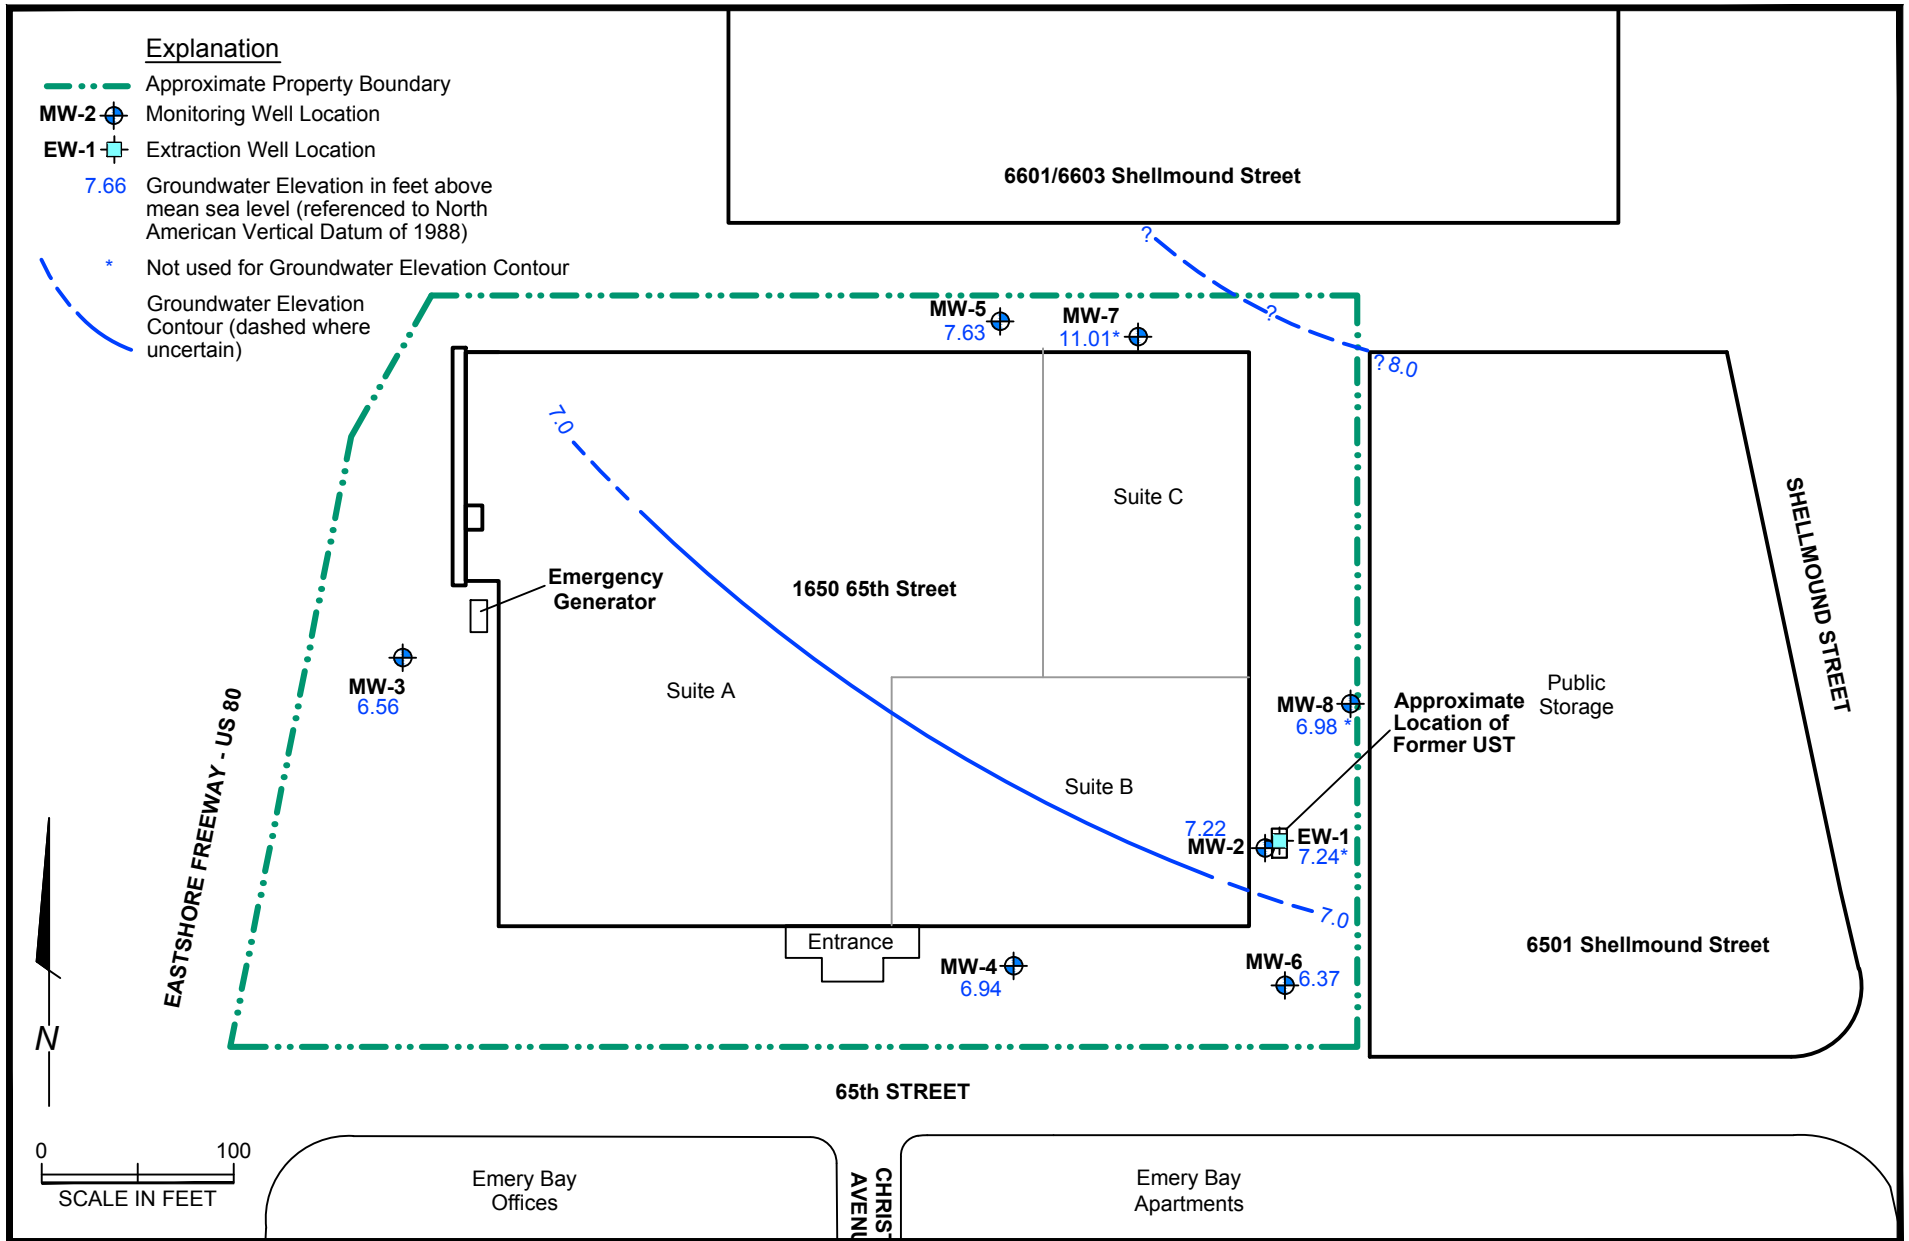 Explanation
Approximate Property Boundary
MW-2 Monitoring Well Location
EW-1 Extraction Well Location
7.66 Groundwater Elevation in feet above
mean sea level (referenced to North
American Vertical Datum of 1988)
* Not used for Groundwater Elevation Contour
Groundwater Elevation
Contour (dashed where
uncertain)
6601/6603 Shellmound Street
?
?
? 8.0
MW-5
7.63
MW-7
11.01*
7.0
Suite C
SHELLMOUND STREET
Emergency
Generator
1650 65th Street
MW-3
6.56
Suite A
MW-8
6.98 *
Approximate
Location of
Former UST
Public
Storage
EASTSHORE FREEWAY - US 80
Suite B
7.22
MW-2
EW-1
7.24*
7.0
Entrance
MW-4
6.94
MW-6
6.37
6501 Shellmound Street
N
65th STREET
0 100
SCALE IN FEET
Emery Bay
Offices
CHRIST
AVENU
Emery Bay
Apartments